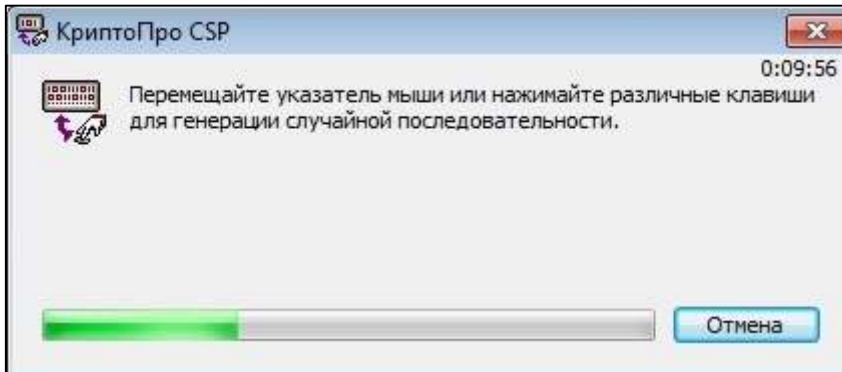 КриптоПро CSP
0:09:56
Перемещайте указатель мыши или нажимайте различные клавиши
для генерации случайной последовательности.
Отмена